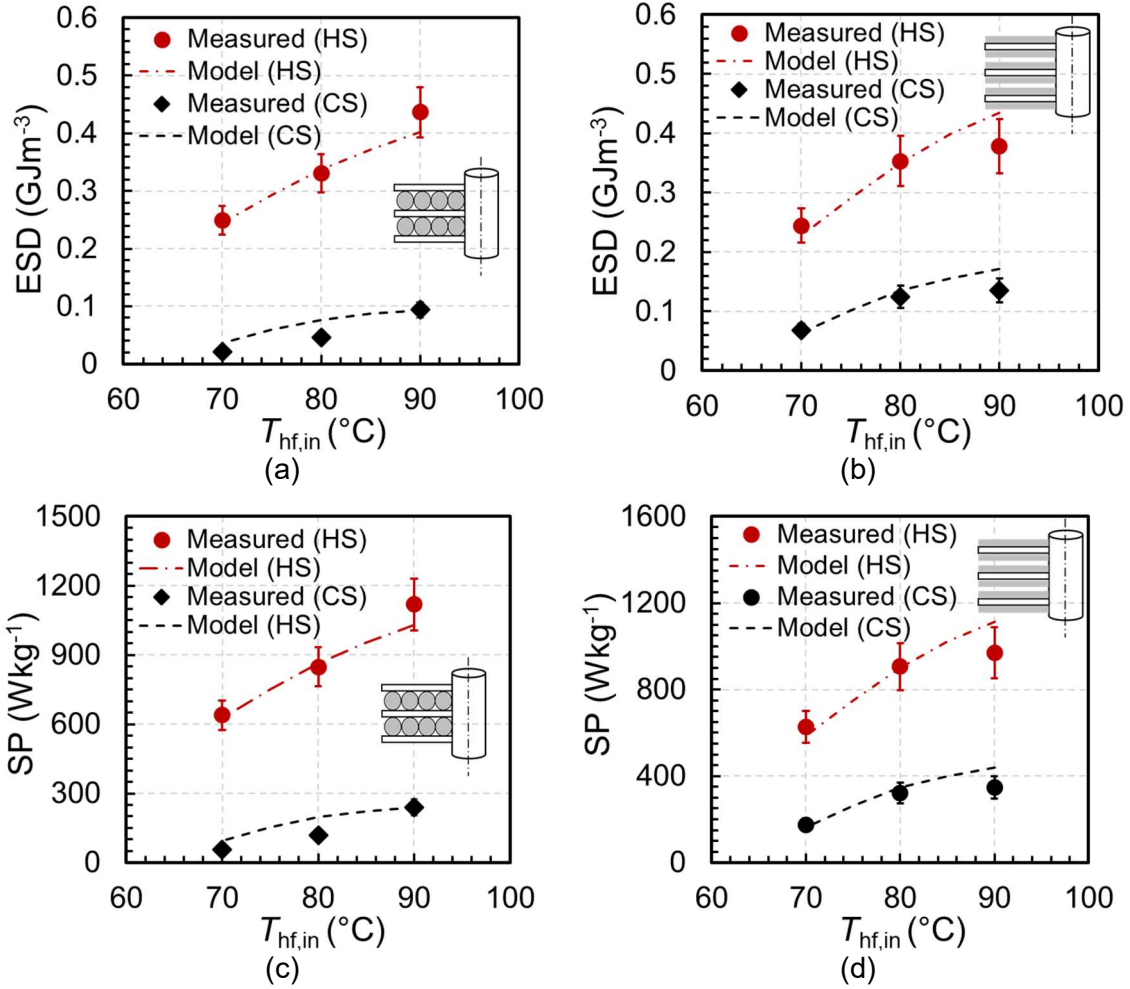 0.6
0.5
0.4
0.3
0.2
0.1
0
ESD (GJm⁻³)
Measured (HS)
Model (HS)
Measured (CS)
Model (CS)
60 70 80 90 100
T_hf,in (°C)
(a)
0.6
0.5
0.4
0.3
0.2
0.1
0
ESD (GJm⁻³)
Measured (HS)
Model (HS)
Measured (CS)
Model (CS)
60 70 80 90 100
T_hf,in (°C)
(b)
1500
1200
900
600
300
0
SP (Wkg⁻¹)
Measured (HS)
Model (HS)
Measured (CS)
Model (HS)
60 70 80 90 100
T_hf,in (°C)
(c)
1600
1200
800
400
0
SP (Wkg⁻¹)
Measured (HS)
Model (HS)
Measured (CS)
Model (CS)
60 70 80 90 100
T_hf,in (°C)
(d)